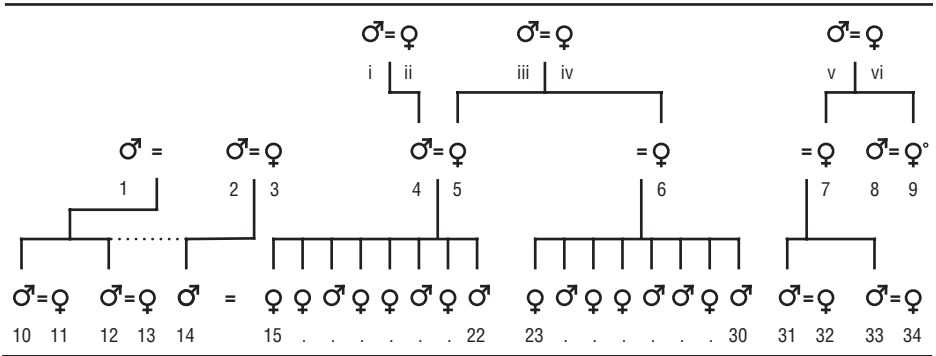 ♂=♀ ♂=♀ ♂=♀
i ii iii iv v vi
♂ = ♂=♀ ♂=♀ =♀ =♀ ♂=♀°
1 2 3 4 5 6 7 8 9
♂=♀ ♂=♀ ♂ = ♀ ♀ ♂ ♀ ♀ ♂ ♀ ♂ ♀ ♂ ♀ ♀ ♂ ♂ ♀ ♂ ♂=♀ ♂=♀
10 11 12 13 14 15 . . . . . . 22 23 . . . . . . 30 31 32 33 34